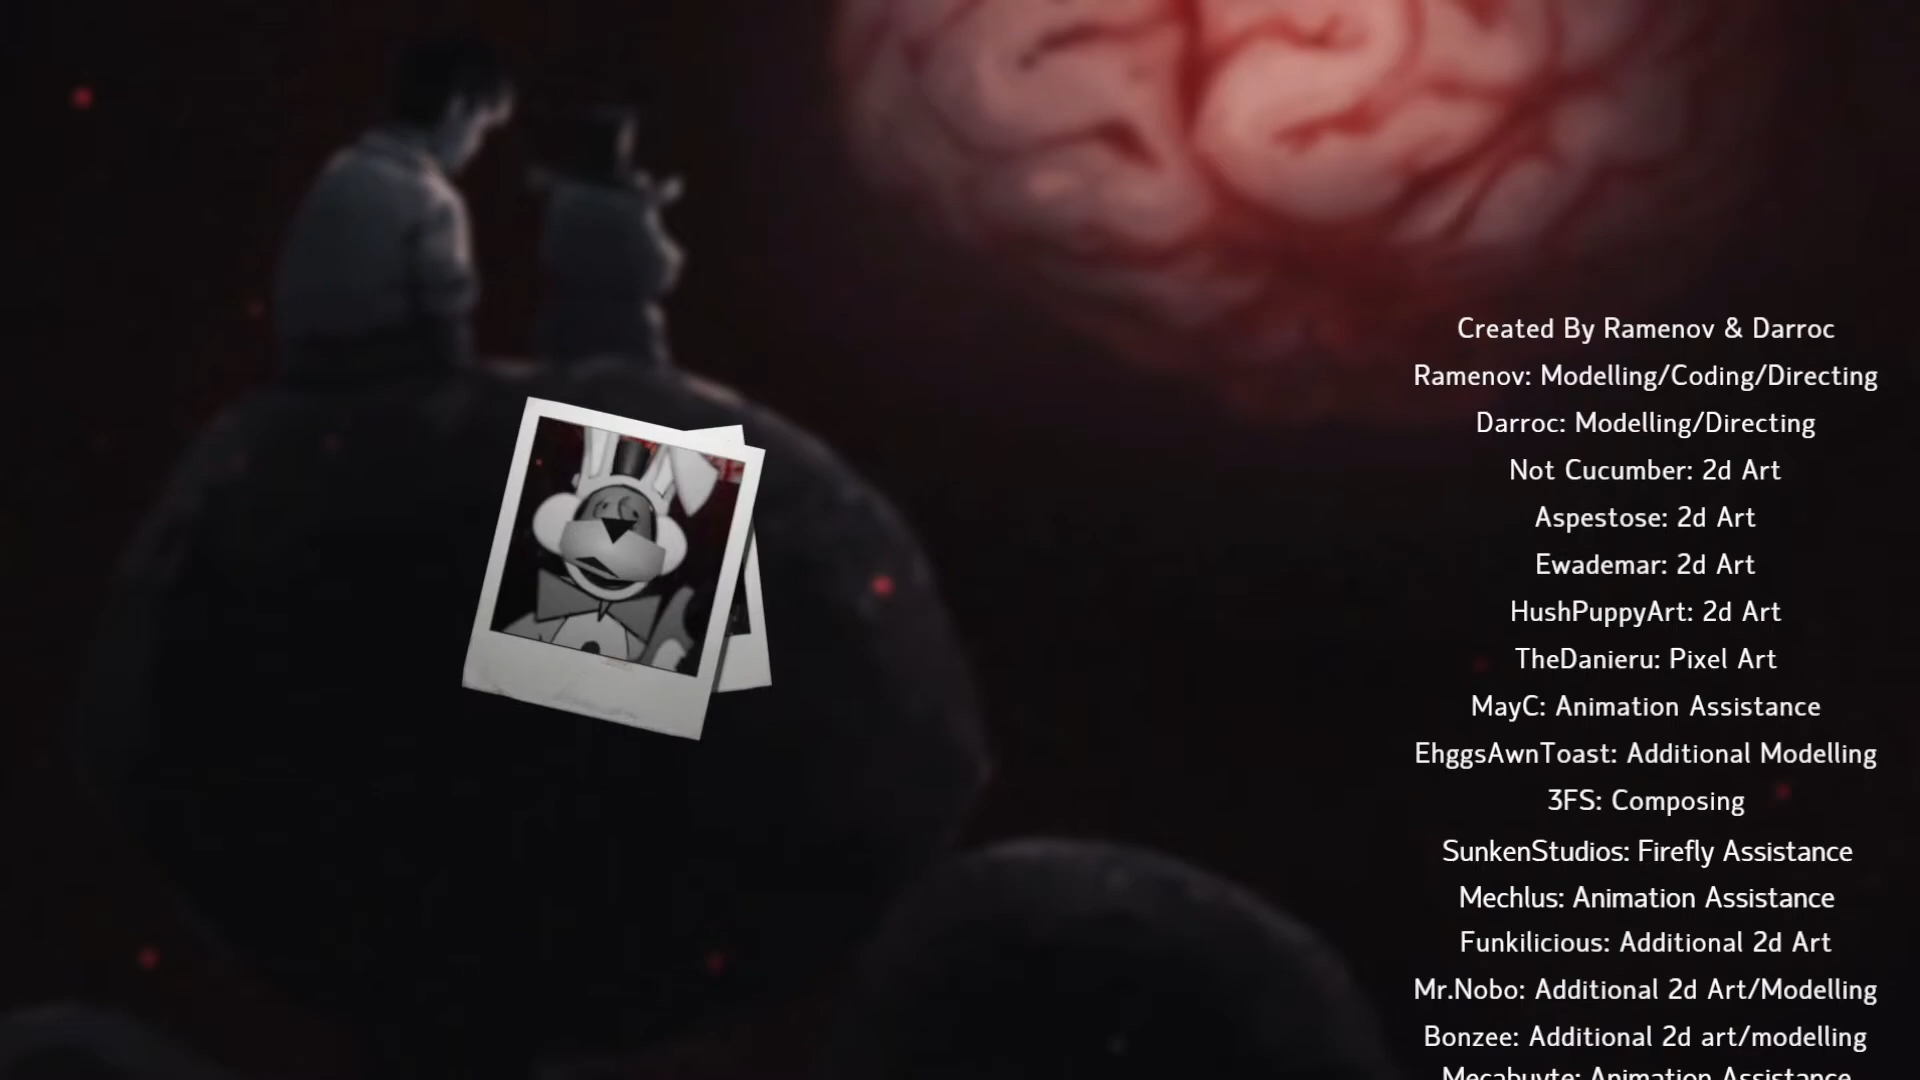 Created By Ramenov & Darroc
Ramenov: Modelling/Coding/Directing
Darroc: Modelling/Directing
Not Cucumber: 2d Art
Aspestose: 2d Art
Ewademar: 2d Art
HushPuppyArt: 2d Art
TheDanieru: Pixel Art
MayC: Animation Assistance
EhggsAwnToast: Additional Modelling
3FS: Composing
SunkenStudios: Firefly Assistance
Mechlus: Animation Assistance
Funkilicious: Additional 2d Art
Mr.Nobo: Additional 2d Art/Modelling
Bonzee: Additional 2d art/modelling
Animation Assistance